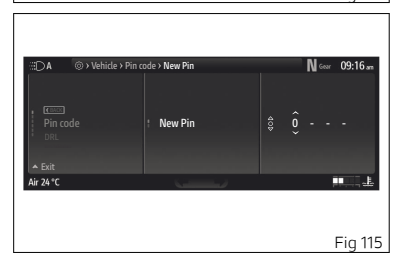 A Vehicle › Pin code › New Pin N Gear 09:16 am
BACK
Pin code New Pin 0 - - -
DRL
Exit
Air 24 °C
Fig 115